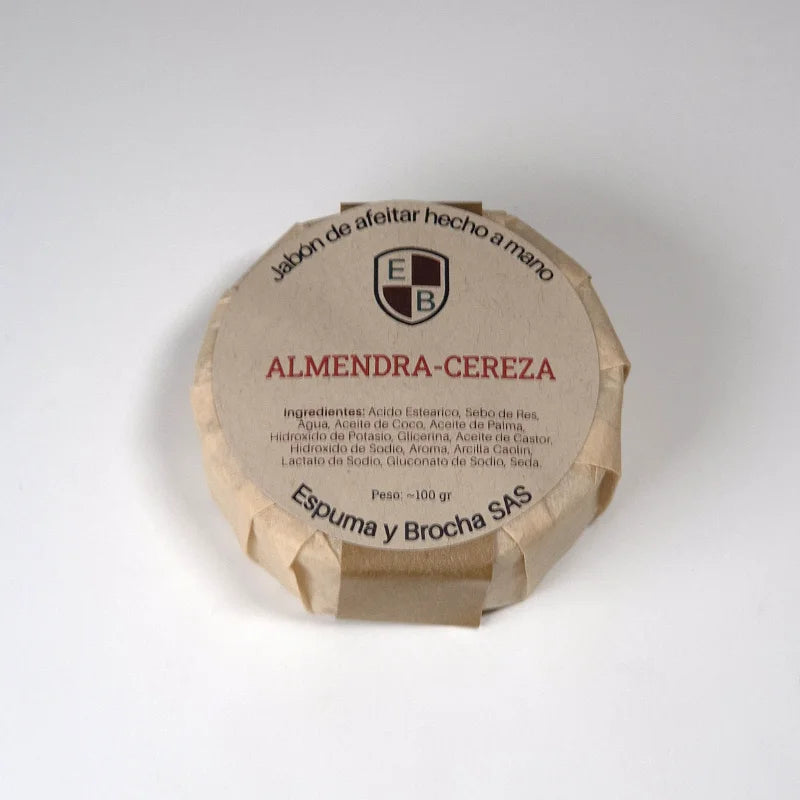 Jabón de afeitar hecho a mano
E
B
ALMENDRA-CEREZA
Ingredientes: Acido Estearico, Sebo de Res,
Agua, Aceite de Coco, Aceite de Palma,
Hidroxido de Potasio, Glicerina, Aceite de Castor,
Hidroxido de Sodio, Aroma, Arcilla Caolin,
Lactato de Sodio, Gluconato de Sodio, Seda.
Peso: ~100 gr
Espuma y Brocha SAS